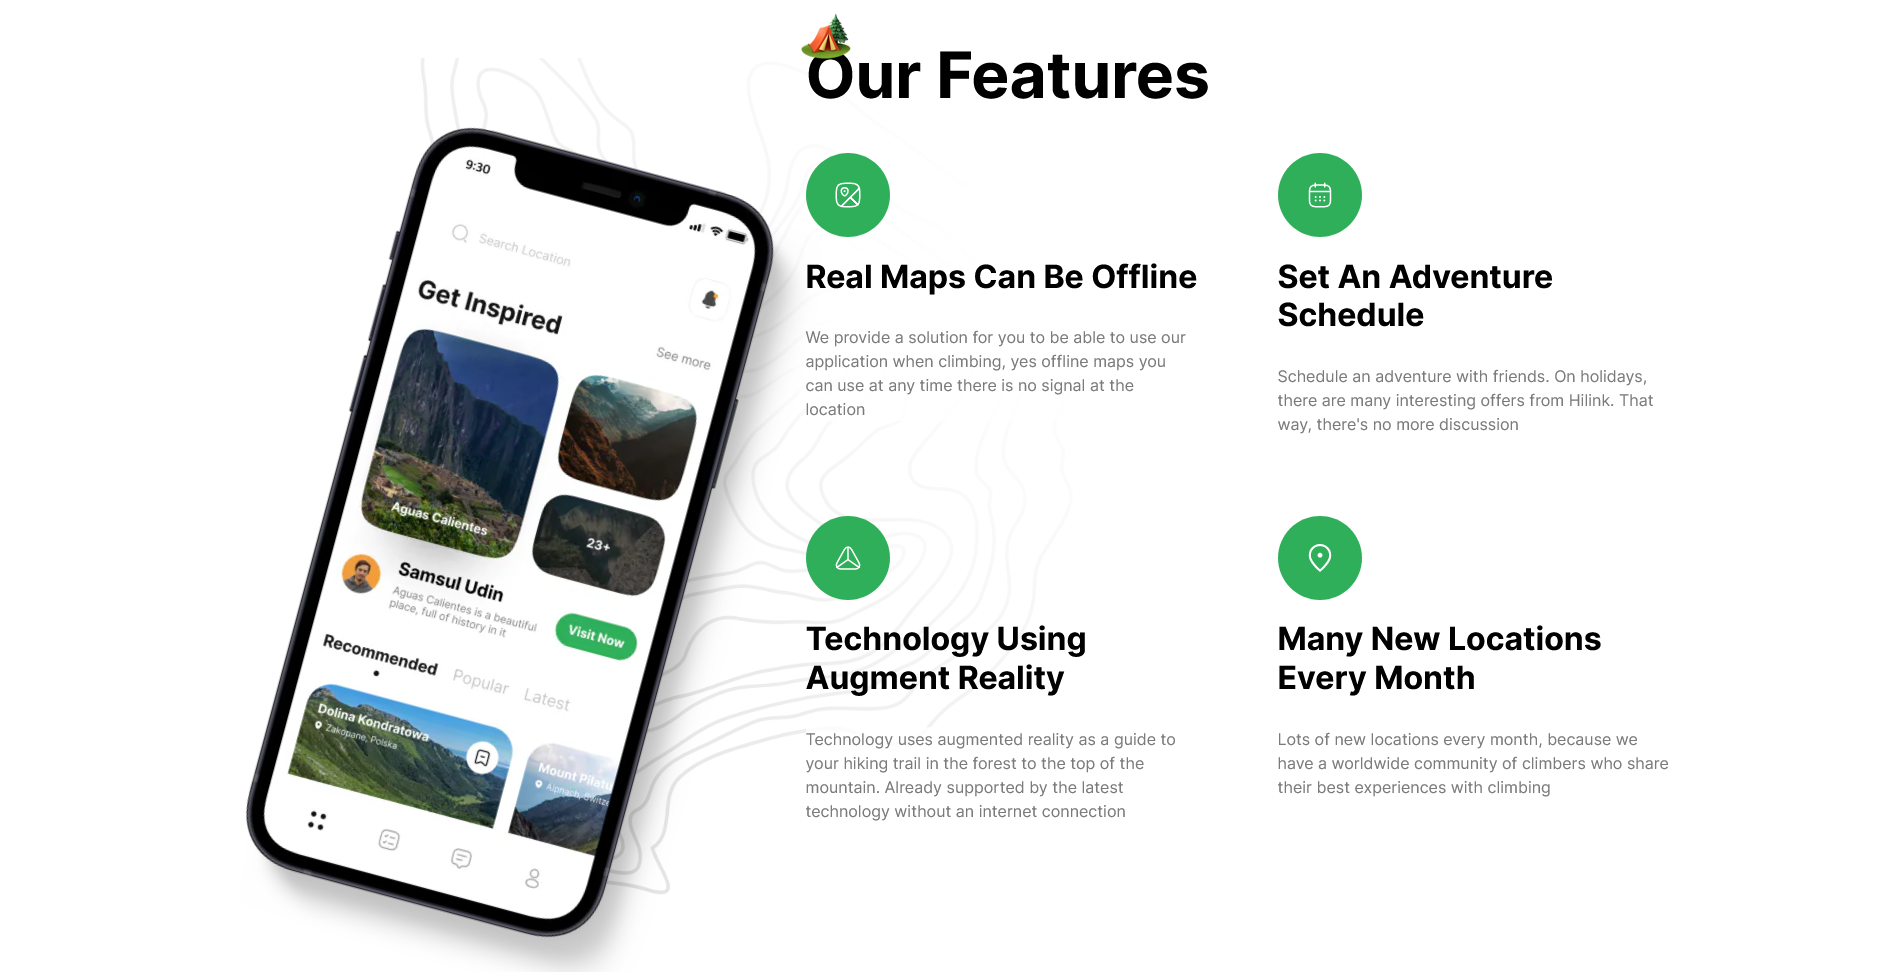 Our Features
9:30
Search Location
Get Inspired
See more
Aguas Calientes
23+
Samsul Udin
Aguas Calientes is a beautiful
place, full of history in it
Visit Now
Recommended Popular Latest
Dolina Kondratowa
Zakopane, Polska
Mount
Alpnach,
Real Maps Can Be Offline
We provide a solution for you to be able to use our
application when climbing, yes offline maps you
can use at any time there is no signal at the
location
Set An Adventure
Schedule
Schedule an adventure with friends. On holidays,
there are many interesting offers from Hilink. That
way, there's no more discussion
Technology Using
Augment Reality
Technology uses augmented reality as a guide to
your hiking trail in the forest to the top of the
mountain. Already supported by the latest
technology without an internet connection
Many New Locations
Every Month
Lots of new locations every month, because we
have a worldwide community of climbers who share
their best experiences with climbing